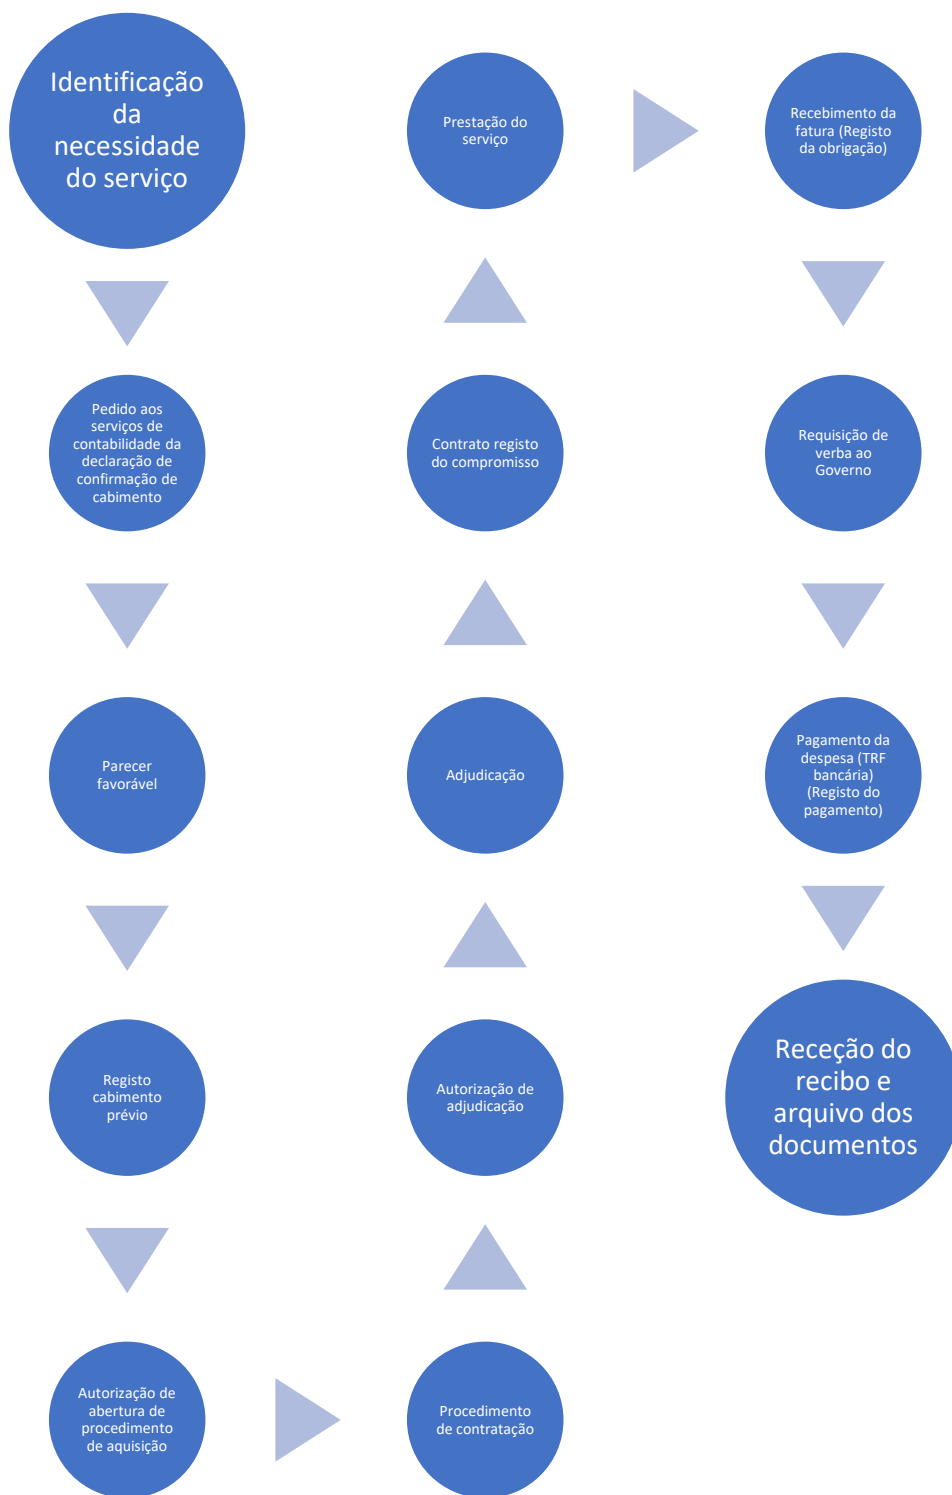 Identificação
da
necessidade
do serviço
Pedido aos
serviços de
contabilidade da
declaração de
confirmação de
cabimento
Parecer
favorável
Registo
cabimento
prévio
Autorização de
abertura de
procedimento
de aquisição
Procedimento
de contratação
Autorização de
adjudicação
Adjudicação
Contrato registo
do compromisso
Prestação do
serviço
Recebimento da
fatura (Registo
da obrigação)
Requisição de
verba ao
Governo
Pagamento da
despesa (TRF
bancária)
(Registo do
pagamento)
Receção do
recibo e
arquivo dos
documentos